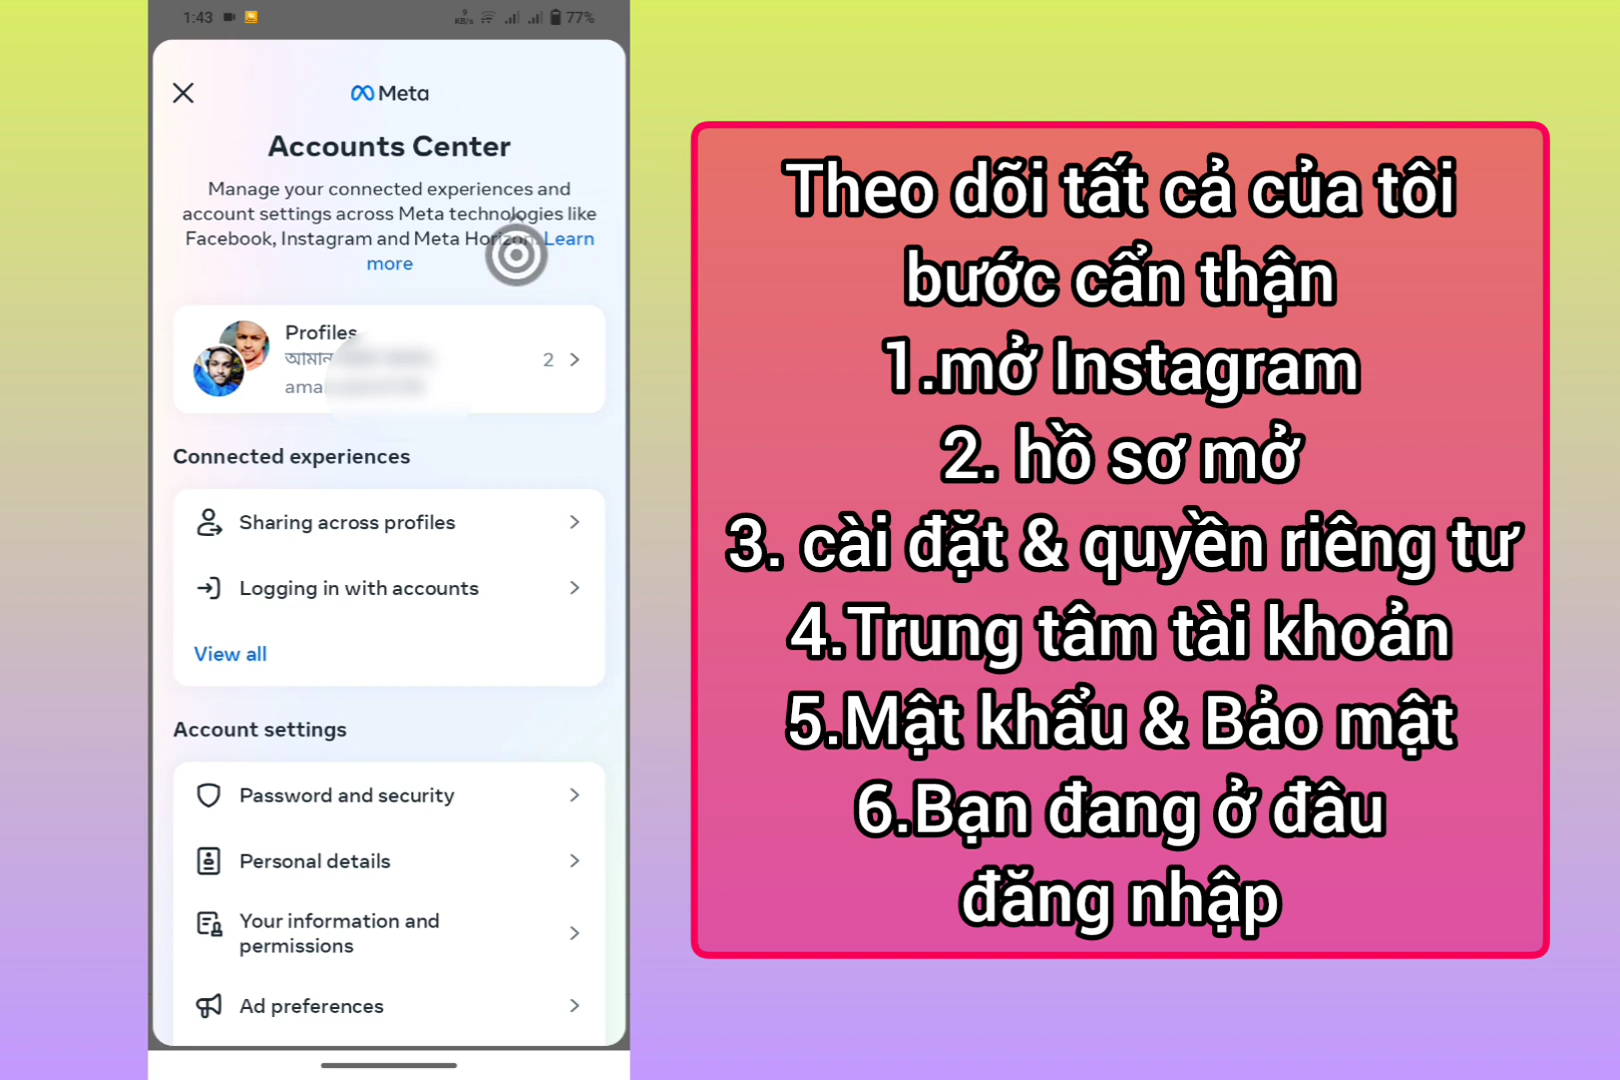 1:43
9
KB/s
77%
Meta
Accounts Center
Manage your connected experiences and
account settings across Meta technologies like
Facebook, Instagram and Meta Horizon. Learn
more
Profiles
আমান
ama
2
Connected experiences
Sharing across profiles
Logging in with accounts
View all
Account settings
Password and security
Personal details
Your information and
permissions
Ad preferences
Theo dõi tất cả của tôi
bước cẩn thận
1.mở Instagram
2. hồ sơ mở
3. cài đặt & quyền riêng tư
4.Trung tâm tài khoản
5.Mật khẩu & Bảo mật
6.Bạn đang ở đâu
đăng nhập